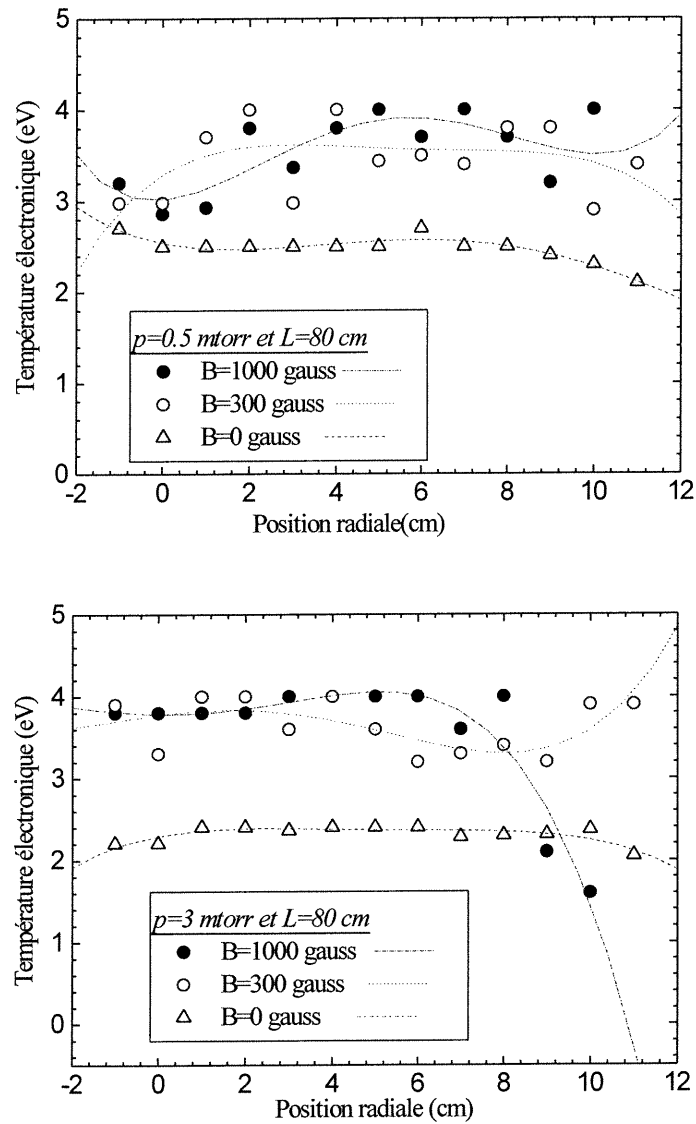 5
4
3
2
1
0
Température électronique (eV)
p=0.5 mtorr et L=80 cm
B=1000 gauss
B=300 gauss
B=0 gauss
-2 0 2 4 6 8 10 12
Position radiale(cm)
5
4
3
2
1
0
Température électronique (eV)
p=3 mtorr et L=80 cm
B=1000 gauss
B=300 gauss
B=0 gauss
-2 0 2 4 6 8 10 12
Position radiale (cm)